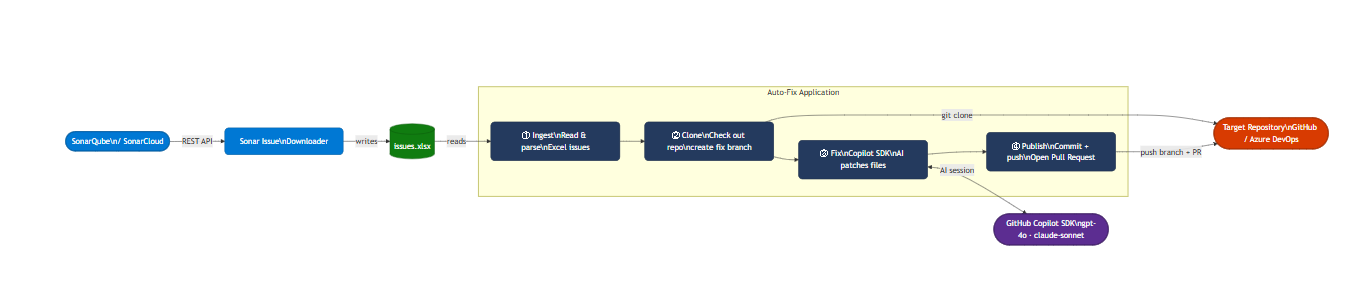 Auto-Fix Application
SonarQube\n/ SonarCloud
REST API
Sonar Issue\nDownloader
writes
issues.xlsx
reads
① Ingest\nRead &
parse\nExcel issues
② Clone\nCheck out
repo\ncreate fix branch
git clone
③ Fix\nCopilot SDK\nAI
patches files
AI session
④ Publish\nCommit +
push\nOpen Pull Request
push branch + PR
Target Repository\nGitHub
/ Azure DevOps
GitHub Copilot SDK\ngpt-
4o · claude-sonnet